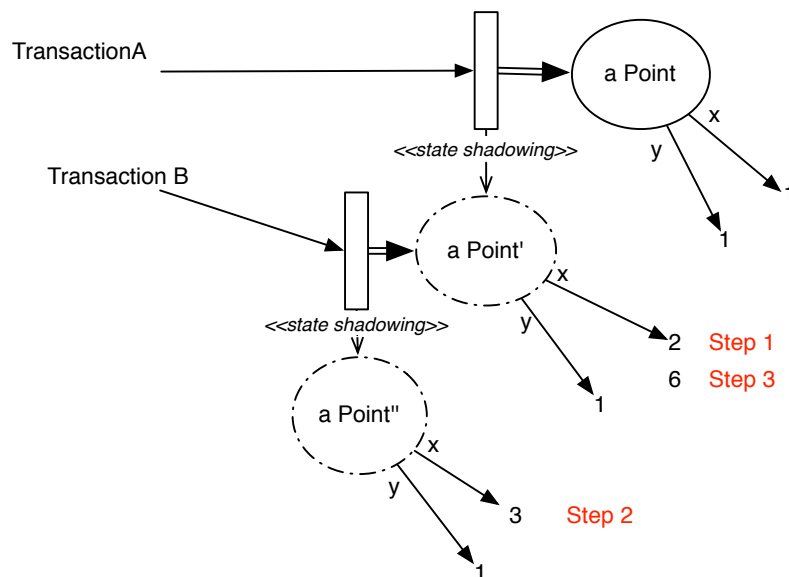 TransactionA
a Point
x
y
<<state shadowing>>
1
1
Transaction B
a Point'
x
y
<<state shadowing>>
2 Step 1
6 Step 3
1
a Point''
x
y
3 Step 2
1